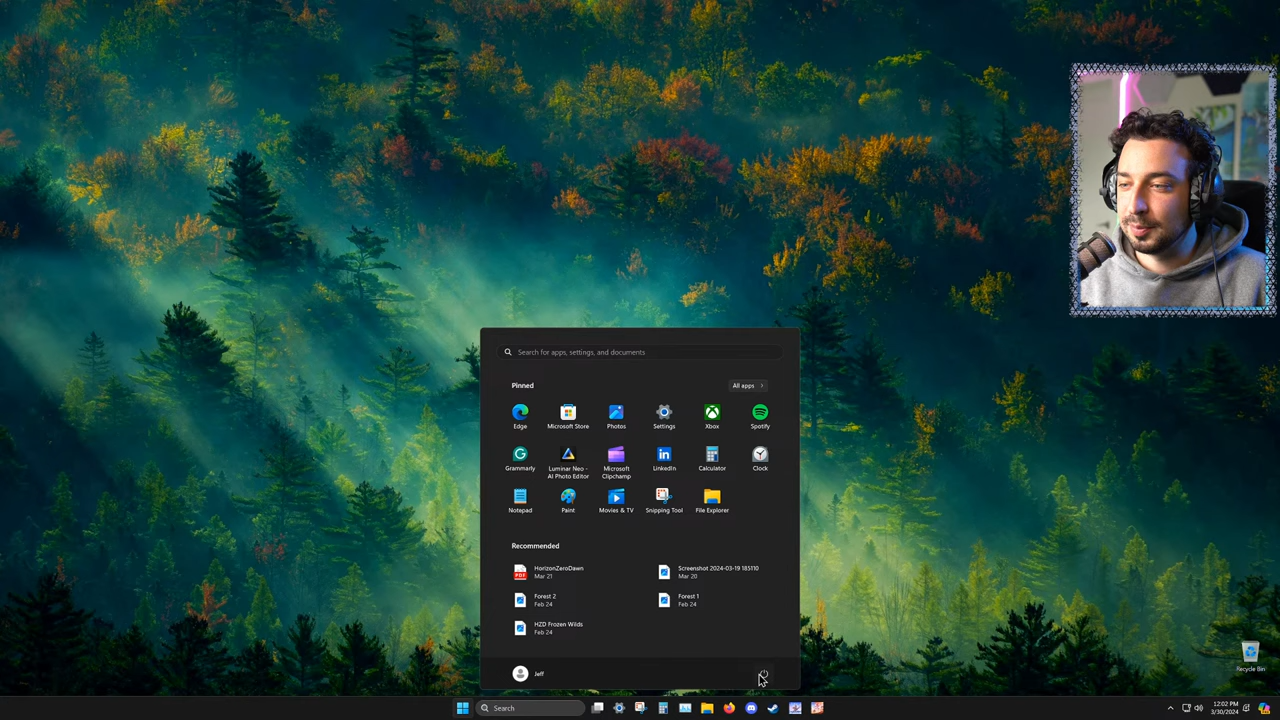 Search for apps, settings, and documents
Pinned
All apps >
Edge
Microsoft Store
Photos
Settings
Xbox
Spotify
Grammarly
Luminar Neo -
AI Photo Editor
Microsoft
Clipchamp
LinkedIn
Calculator
Clock
Notepad
Paint
Movies & TV
Snipping Tool
File Explorer
Recommended
PDF
HorizonZeroDawn
Mar 21
Screenshot 2024-03-19 185110
Mar 20
Forest 2
Feb 24
Forest 1
Feb 24
HZD Frozen Wilds
Feb 24
Jeff
Recycle Bin
Search
12:02 PM
3/30/2024